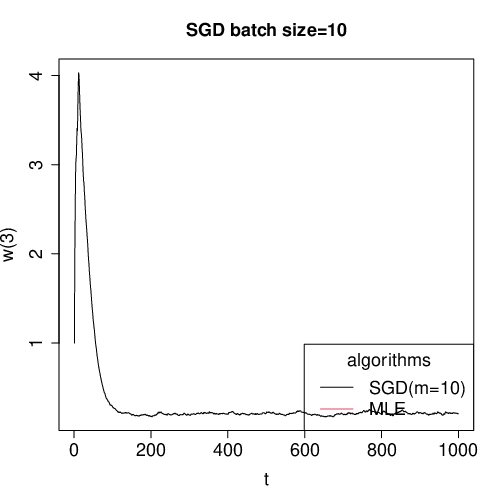 SGD batch size=10
w(3)
4
3
2
1
algorithms
SGD(m=10)
MLE
0 200 400 600 800 1000
t